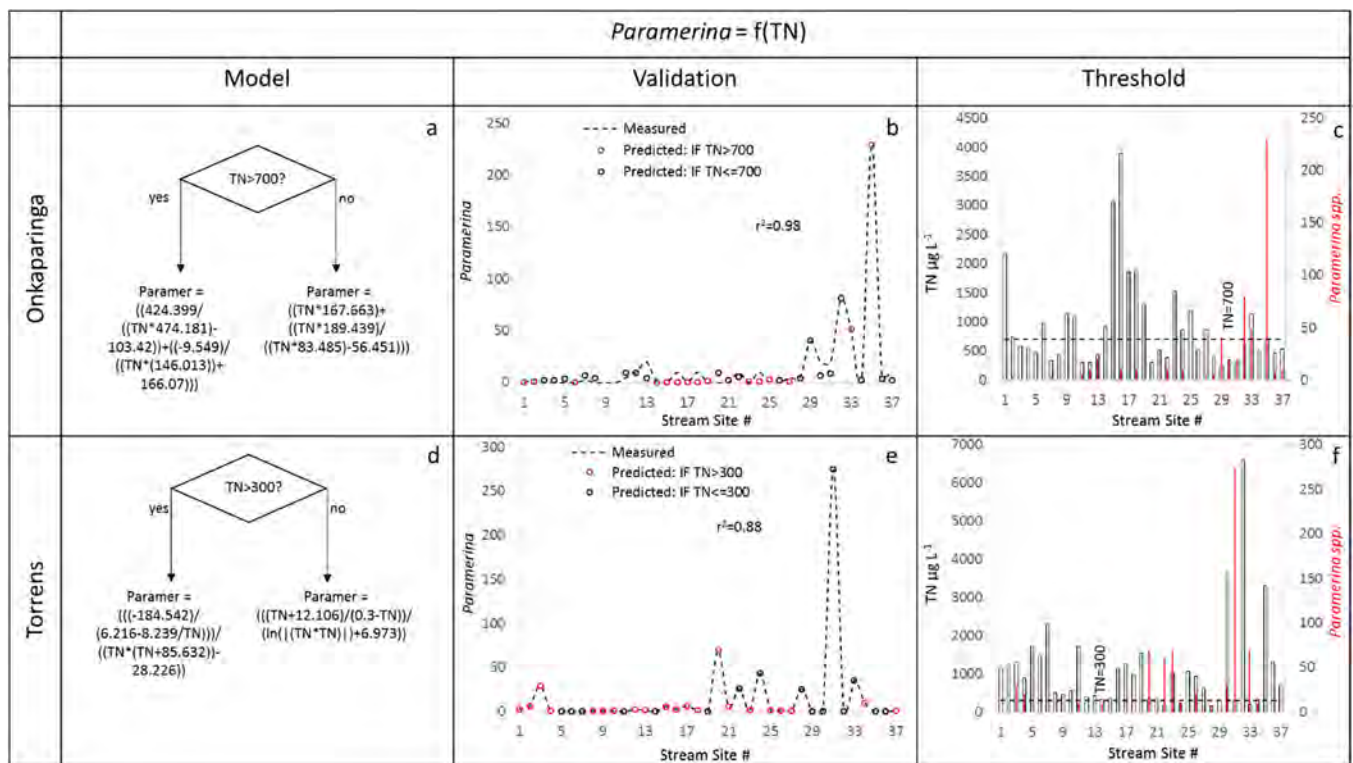 Paramerina = f(TN)
Model
Validation
Threshold
Onkaparinga
a
TN>700?
yes
no
Paramer =
((424.399/
((TN*474.181)-
103.42))+((-9.549)/
((TN*(146.013))+
166.07)))
Paramer =
((TN*167.663)+
((TN*189.439)/
((TN*83.485)-56.451)))
b
Measured
Predicted: IF TN>700
Predicted: IF TN<=700
r²=0.98
Paramerina
250
200
150
100
50
0
1 5 9 13 17 21 25 29 33 37
Stream Site #
c
TN µg L⁻¹
4500
4000
3500
3000
2500
2000
1500
1000
500
0
TN=700
250
200
150
100
50
0
Paramerina spp.
1 5 9 13 17 21 25 29 33 37
Stream Site #
Torrens
d
TN>300?
yes
no
Paramer =
(((-184.542)/
(6.216-8.239/TN)))/
((TN*(TN+85.632))-
28.226))
Paramer =
(((TN+12.106)/(0.3-TN))/
(ln(|(TN*TN)|)+6.973))
e
Measured
Predicted: IF TN>300
Predicted: IF TN<=300
r²=0.88
Paramerina
300
250
200
150
100
50
0
1 5 9 13 17 21 25 29 33 37
Stream Site #
f
TN µg L⁻¹
7000
6000
5000
4000
3000
2000
1000
0
TN=300
300
250
200
150
100
50
0
Paramerina spp.
1 5 9 13 17 21 25 29 33 37
Stream Site #